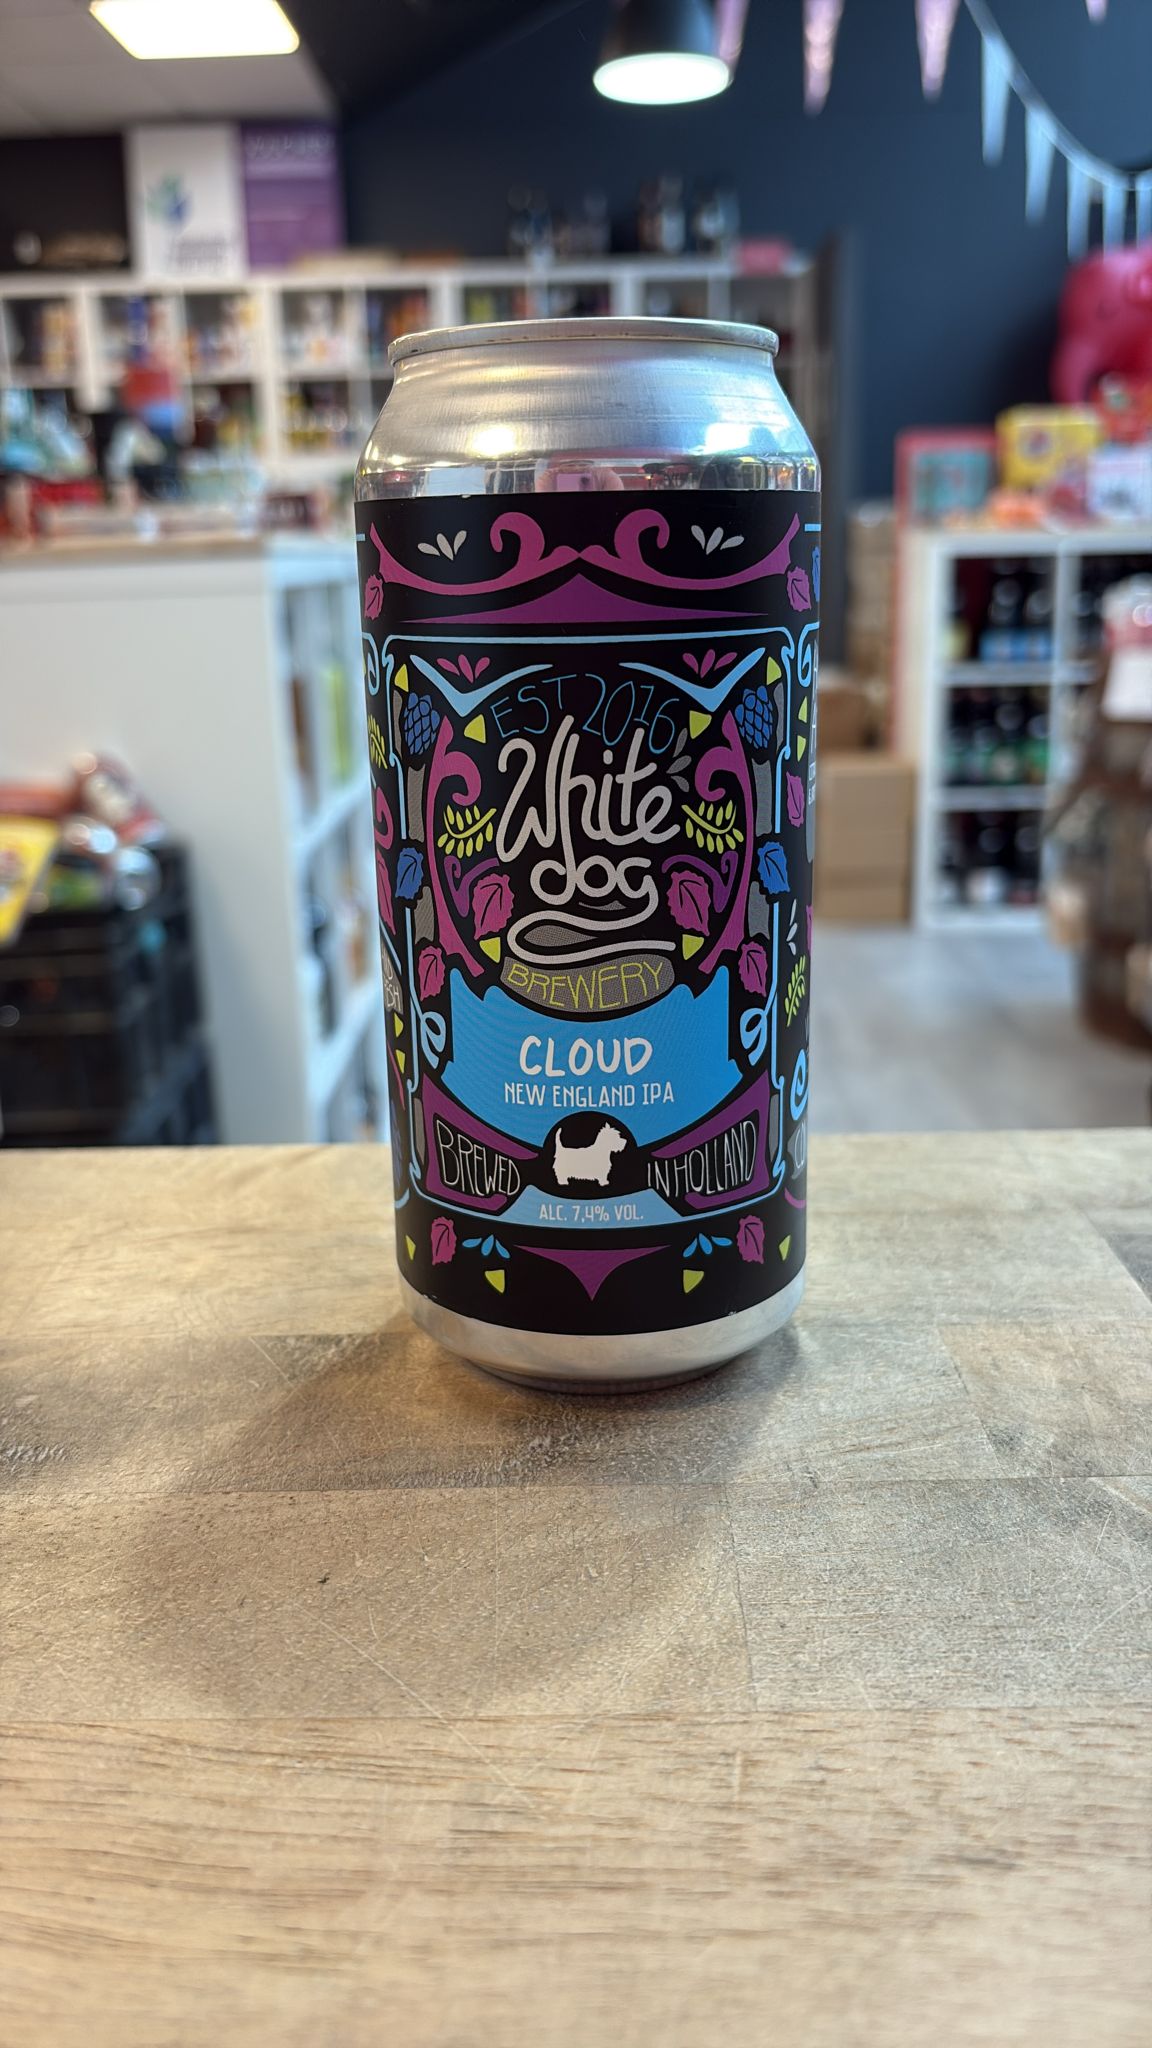 EST 2016
White
dog
BREWERY
CLOUD
NEW ENGLAND IPA
BREWED IN HOLLAND
ALC. 7,4% VOL.